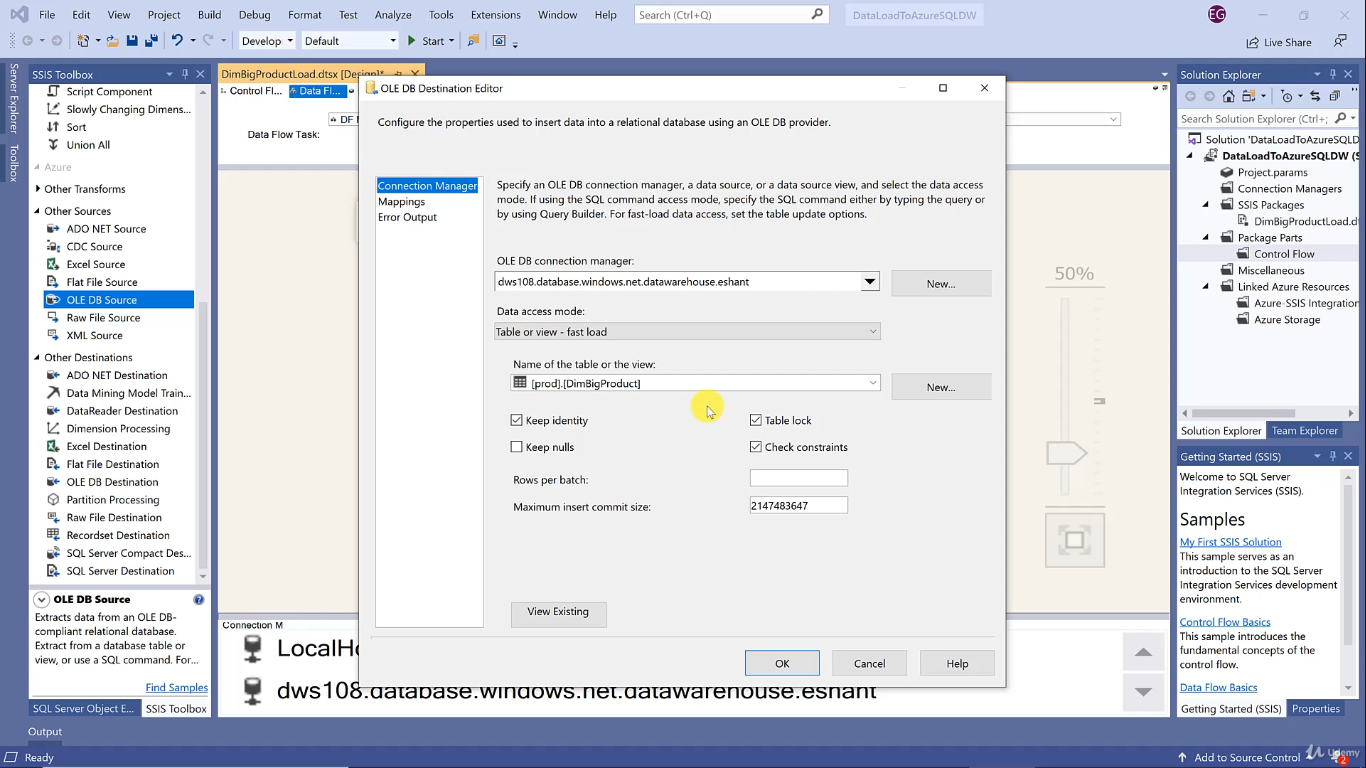 File Edit View Project Build Debug Format Test Analyze Tools Extensions Window Help Search (Ctrl+Q) DataLoadToAzureSQLDW EG
Develop Default Start Live Share
SSIS Toolbox
Server Explorer
Toolbox
Script Component
Slowly Changing Dimens...
Sort
Union All
Azure
Other Transforms
Other Sources
ADO NET Source
CDC Source
Excel Source
Flat File Source
OLE DB Source
Raw File Source
XML Source
Other Destinations
ADO NET Destination
Data Mining Model Train...
DataReader Destination
Dimension Processing
Excel Destination
Flat File Destination
OLE DB Destination
Partition Processing
Raw File Destination
Recordset Destination
SQL Server Compact Des...
SQL Server Destination
OLE DB Source
Extracts data from an OLE DB-
compliant relational database.
Extract from a database table or
view, or use a SQL command. For...
Find Samples
SQL Server Object E... SSIS Toolbox
Output
Ready
DimBigProductLoad.dtsx [Design]*
Control Fl... Data Fl...
Data Flow Task: DF
50%
Connection M
LocalHo
dws108.database.windows.net.datawarehouse.eshant
OLE DB Destination Editor
Configure the properties used to insert data into a relational database using an OLE DB provider.
Connection Manager
Mappings
Error Output
Specify an OLE DB connection manager, a data source, or a data source view, and select the data access
mode. If using the SQL command access mode, specify the SQL command either by typing the query or
by using Query Builder. For fast-load data access, set the table update options.
OLE DB connection manager:
dws108.database.windows.net.datawarehouse.eshant New...
Data access mode:
Table or view - fast load
Name of the table or the view:
[prod].[DimBigProduct] New...
Keep identity Table lock
Keep nulls Check constraints
Rows per batch:
Maximum insert commit size: 2147483647
View Existing
OK Cancel Help
Solution Explorer
Search Solution Explorer (Ctrl+;
Solution 'DataLoadToAzureSQLDW'
DataLoadToAzureSQLDW
Project.params
Connection Managers
SSIS Packages
DimBigProductLoad.dt
Package Parts
Control Flow
Miscellaneous
Linked Azure Resources
Azure-SSIS Integration
Azure Storage
Solution Explorer Team Explorer
Getting Started (SSIS)
Welcome to SQL Server
Integration Services (SSIS).
Samples
My First SSIS Solution
This sample serves as an
introduction to the SQL Server
Integration Services development
environment.
Control Flow Basics
This sample introduces the
fundamental concepts of the
control flow.
Data Flow Basics
Getting Started (SSIS) Properties
Add to Source Control 2
Udemy